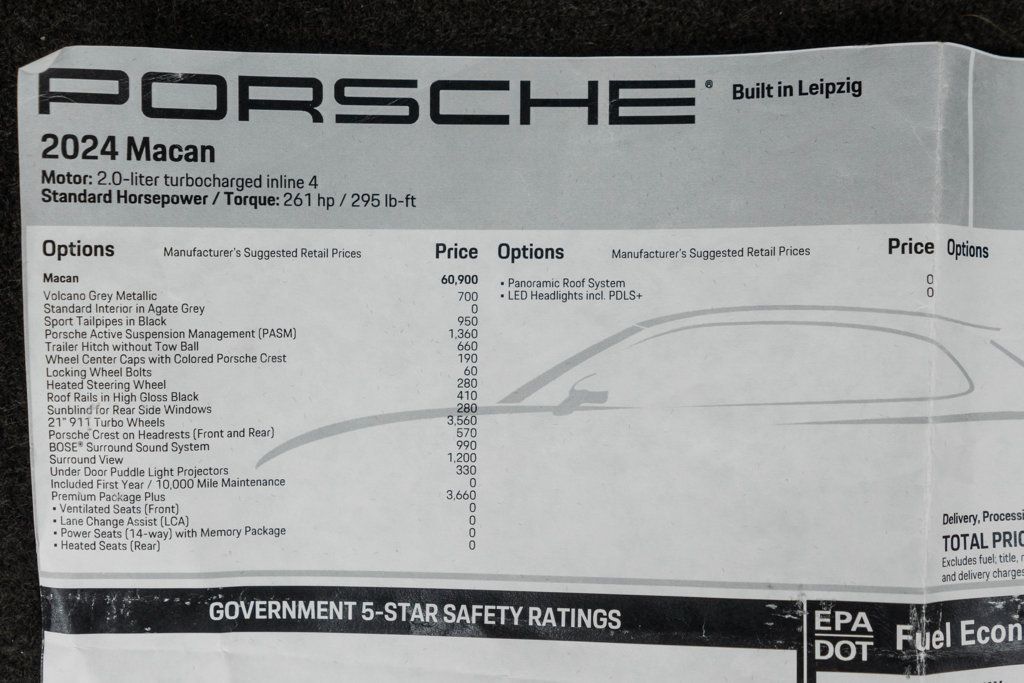 PORSCHE® Built in Leipzig
2024 Macan
Motor: 2.0-liter turbocharged inline 4
Standard Horsepower / Torque: 261 hp / 295 lb-ft
Options Manufacturer's Suggested Retail Prices Price
Macan 60,900
Volcano Grey Metallic 700
Standard Interior in Agate Grey 0
Sport Tailpipes in Black 950
Porsche Active Suspension Management (PASM) 1,360
Trailer Hitch without Tow Ball 660
Wheel Center Caps with Colored Porsche Crest 190
Locking Wheel Bolts 60
Heated Steering Wheel 280
Roof Rails in High Gloss Black 410
Sunblind for Rear Side Windows 280
21" 911 Turbo Wheels 3,560
Porsche Crest on Headrests (Front and Rear) 570
BOSE® Surround Sound System 990
Surround View 1,200
Under Door Puddle Light Projectors 330
Included First Year / 10,000 Mile Maintenance 0
Premium Package Plus 3,660
• Ventilated Seats (Front) 0
• Lane Change Assist (LCA) 0
• Power Seats (14-way) with Memory Package 0
• Heated Seats (Rear) 0
Options Manufacturer's Suggested Retail Prices Price
• Panoramic Roof System 0
• LED Headlights incl. PDLS+ 0
Options
Delivery, Processi
TOTAL PRIC
Excludes fuel, title, r
and delivery charges
GOVERNMENT 5-STAR SAFETY RATINGS
EPA
DOT
Fuel Econ